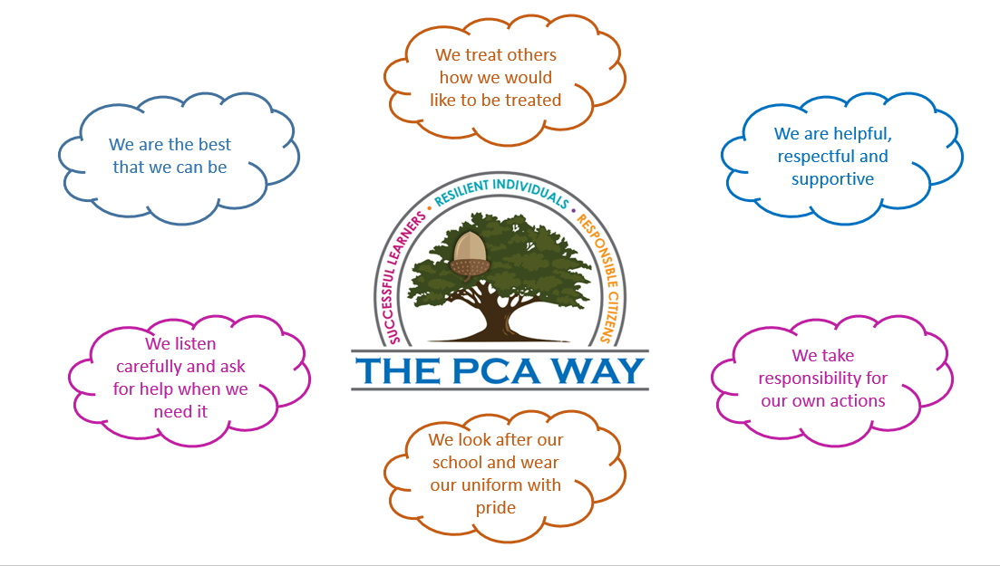 We treat others
how we would
like to be treated
We are the best
that we can be
We are helpful,
respectful and
supportive
SUCCESSFUL LEARNERS • RESILIENT INDIVIDUALS • RESPONSIBLE CITIZENS
THE PCA WAY
We listen
carefully and ask
for help when we
need it
We take
responsibility for
our own actions
We look after our
school and wear
our uniform with
pride